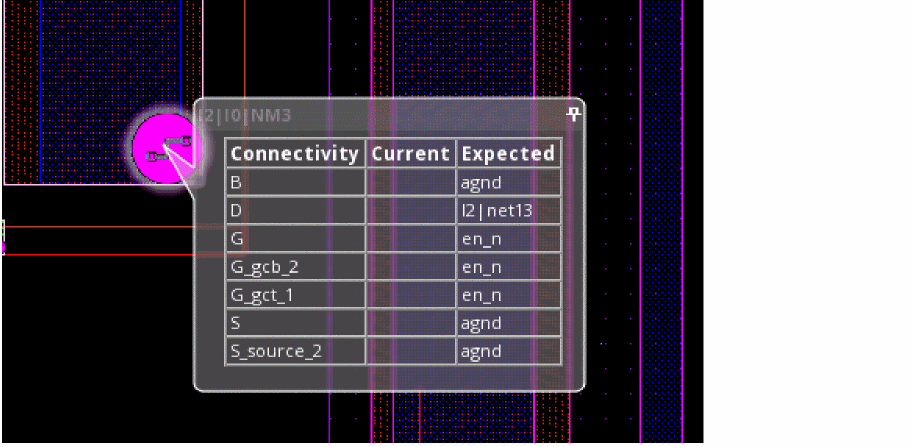 I2|I0|NM3
Connectivity Current Expected
B agnd
D I2|net13
G en_n
G_gcb_2 en_n
G_gct_1 en_n
S agnd
S_source_2 agnd